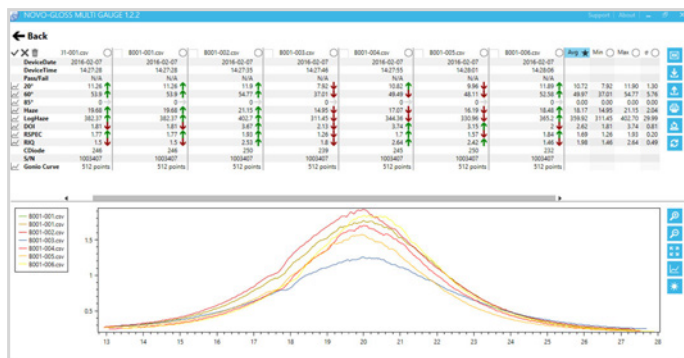 NOVO-GLOSS MULTI GAUGE 1.2.2 Support About
Back
J1-001.csv B001-001.csv B001-002.csv B001-003.csv B001-004.csv B001-005.csv B001-006.csv Avg Min Max σ
DeviceDate 2016-02-07 2016-02-07 2016-02-07 2016-02-07 2016-02-07 2016-02-07 2016-02-07
DeviceTime 14:27:28 14:27:28 14:27:35 14:27:46 14:27:55 14:28:01 14:28:06
Pass/Fail N/A N/A N/A N/A N/A N/A N/A
20° 11.26 11.26 11.9 7.92 10.82 9.96 11.89 10.72 7.92 11.90 1.30
60° 53.9 53.9 54.77 37.01 49.49 48.11 52.58 49.97 37.01 54.77 5.76
85° 0 0 0 0 0 0 0 0.00 0.00 0.00 0.00
Haze 19.68 19.68 21.15 14.95 17.07 16.19 18.48 18.17 14.95 21.15 2.04
LogHaze 382.37 382.37 402.7 311.45 344.36 330.96 365.2 359.92 311.45 402.70 29.99
DOI 1.81 1.81 3.67 2.13 3.74 3.15 2 2.62 1.81 3.74 0.81
RSPEC 1.77 1.77 1.93 1.26 1.7 1.57 1.84 1.69 1.26 1.93 0.20
RIQ 1.5 1.5 2.53 1.8 2.64 2.42 1.46 1.98 1.46 2.64 0.49
CDiode 246 246 250 239 245 250 232
S/N 1003407 1003407 1003407 1003407 1003407 1003407 1003407
Gonio Curve 512 points 512 points 512 points 512 points 512 points 512 points 512 points
B001-001.csv
B001-001.csv
B001-002.csv
B001-003.csv
B001-004.csv
B001-005.csv
B001-006.csv
1.5
1
0.5
13 14 15 16 17 18 19 20 21 22 23 24 25 26 27 28